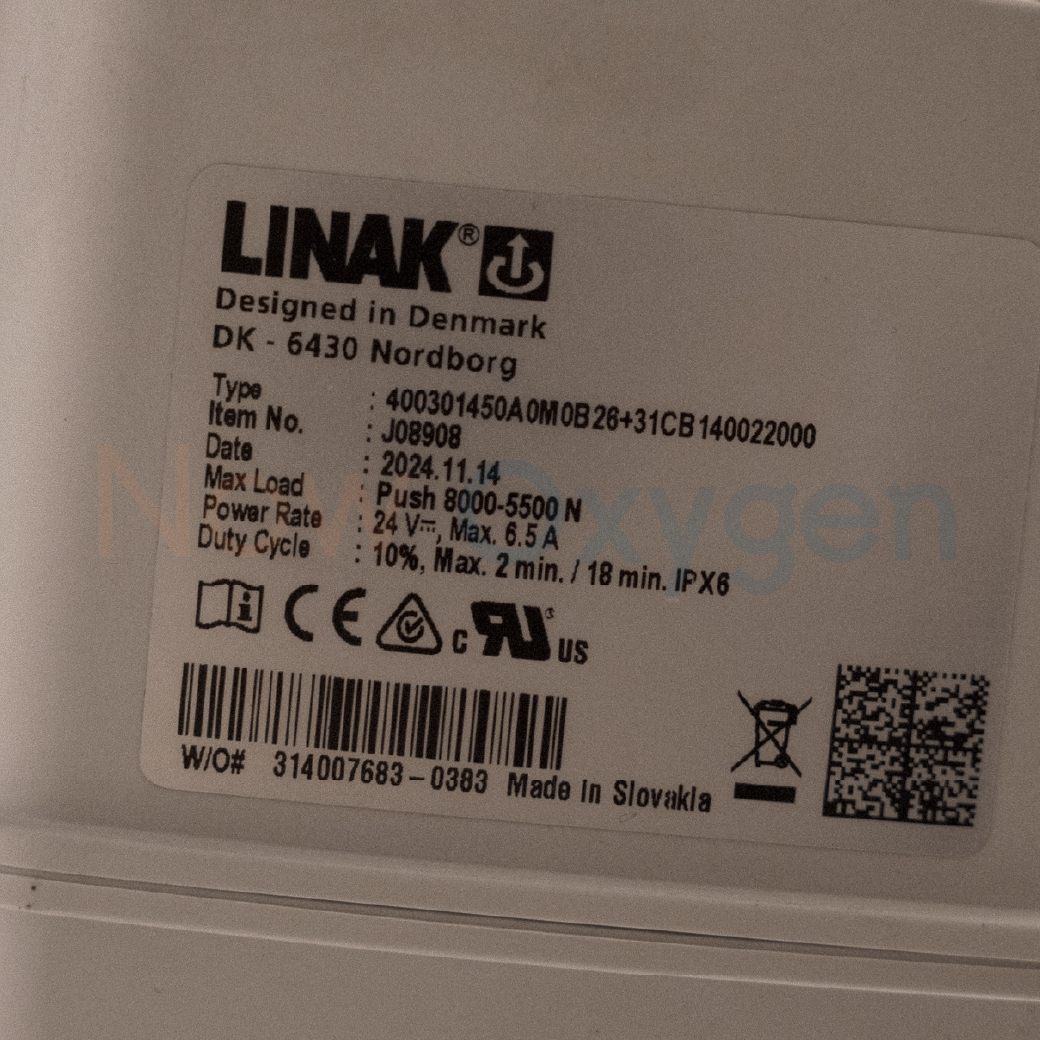 LINAK®
Designed in Denmark
DK - 6430 Nordborg
Type : 400301450A0M0B26+31CB140022000
Item No. : J08908
Date : 2024.11.14
Max Load : Push 8000-5500 N
Power Rate : 24 V⎓, Max. 6.5 A
Duty Cycle : 10%, Max. 2 min. / 18 min. IPX6
CE C RU US
W/O# 314007683-0383 Made in Slovakia